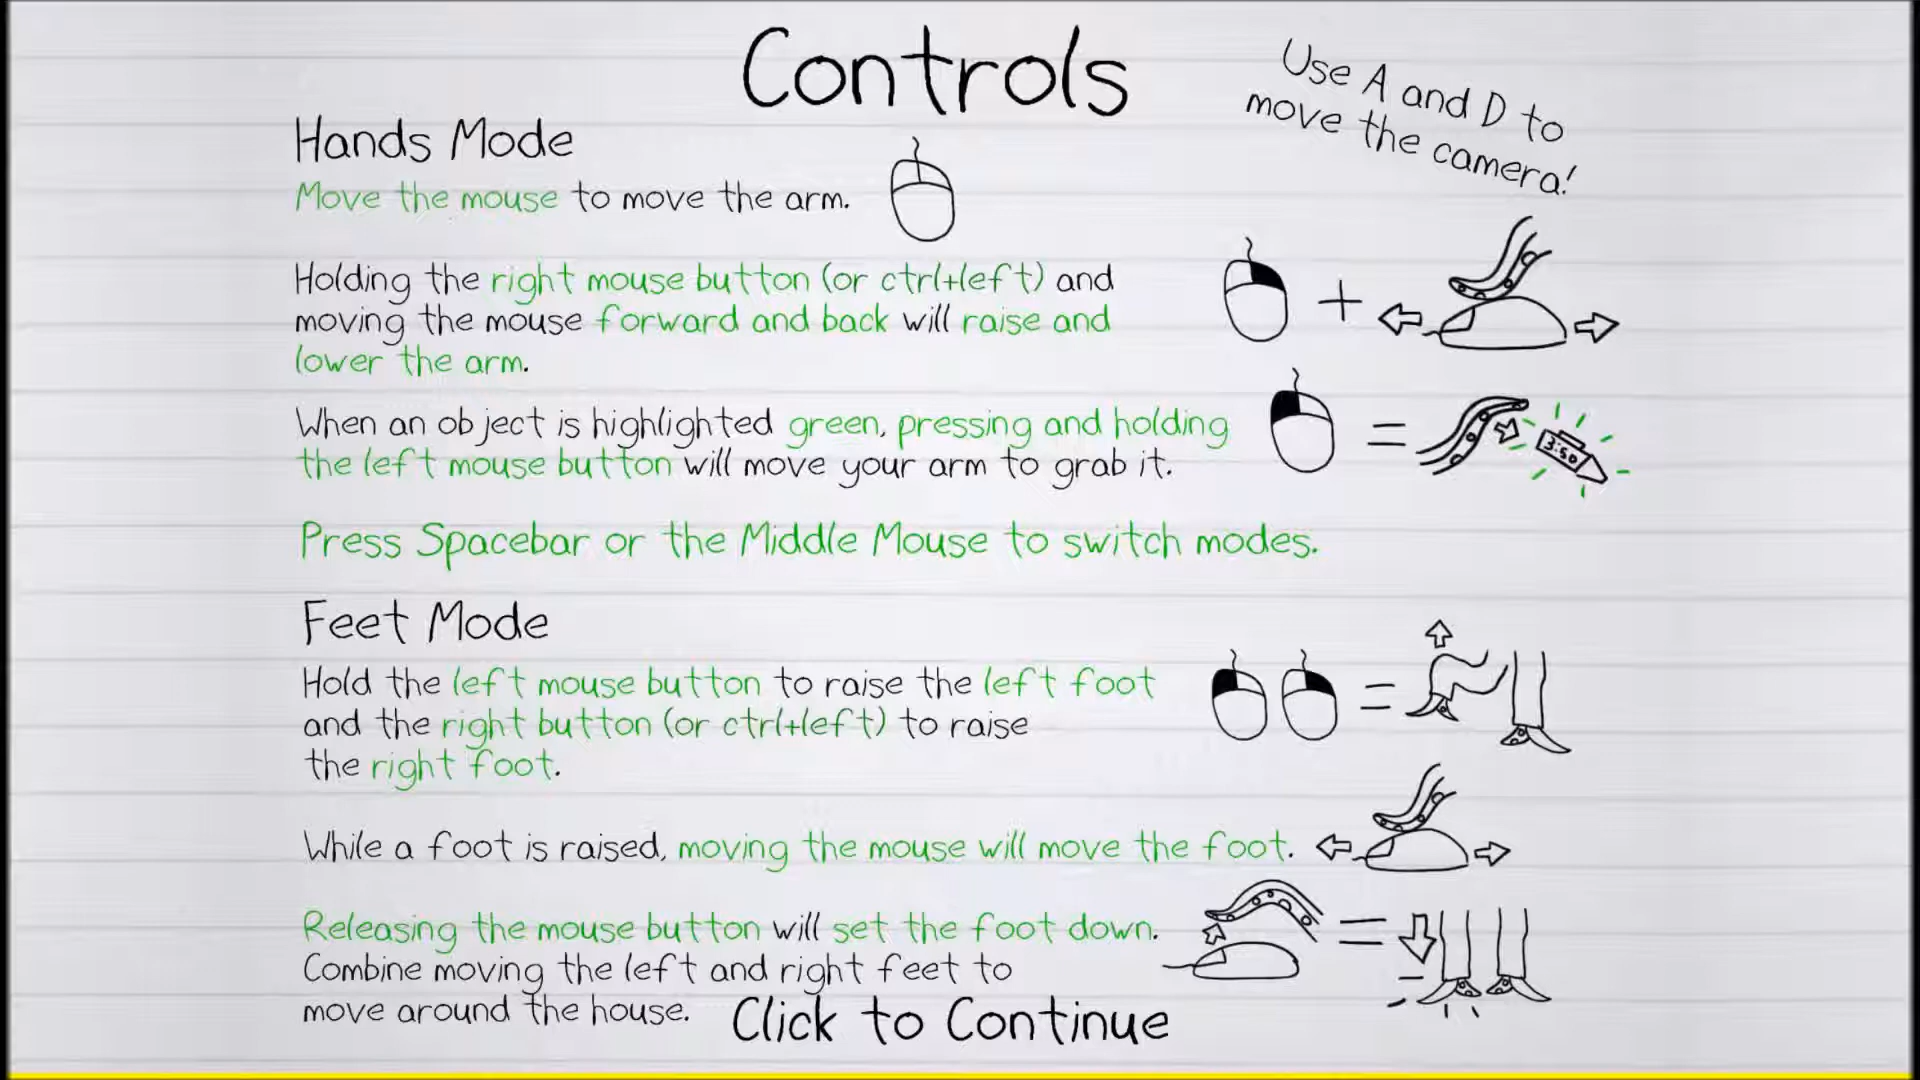 Controls
Use A and D to
move the camera!
Hands Mode
Move the mouse to move the arm.
Holding the right mouse button (or ctrl+left) and
moving the mouse forward and back will raise and
lower the arm.
When an object is highlighted green, pressing and holding
the left mouse button will move your arm to grab it.
3:50
Press Spacebar or the Middle Mouse to switch modes.
Feet Mode
Hold the left mouse button to raise the left foot
and the right button (or ctrl+left) to raise
the right foot.
While a foot is raised, moving the mouse will move the foot.
Releasing the mouse button will set the foot down.
Combine moving the left and right feet to
move around the house.
Click to Continue